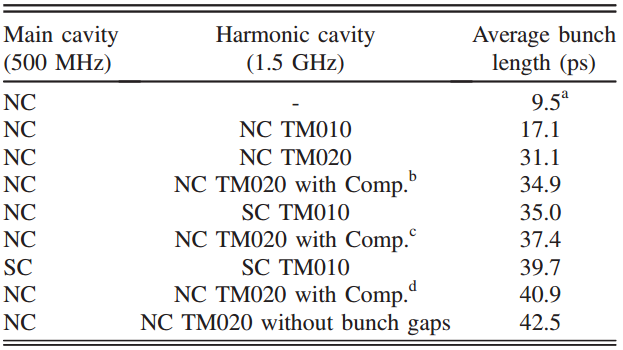 Main cavity Harmonic cavity Average bunch
(500 MHz) (1.5 GHz) length (ps)
NC - 9.5a
NC NC TM010 17.1
NC NC TM020 31.1
NC NC TM020 with Comp.b 34.9
NC SC TM010 35.0
NC NC TM020 with Comp.c 37.4
SC SC TM010 39.7
NC NC TM020 with Comp.d 40.9
NC NC TM020 without bunch gaps 42.5